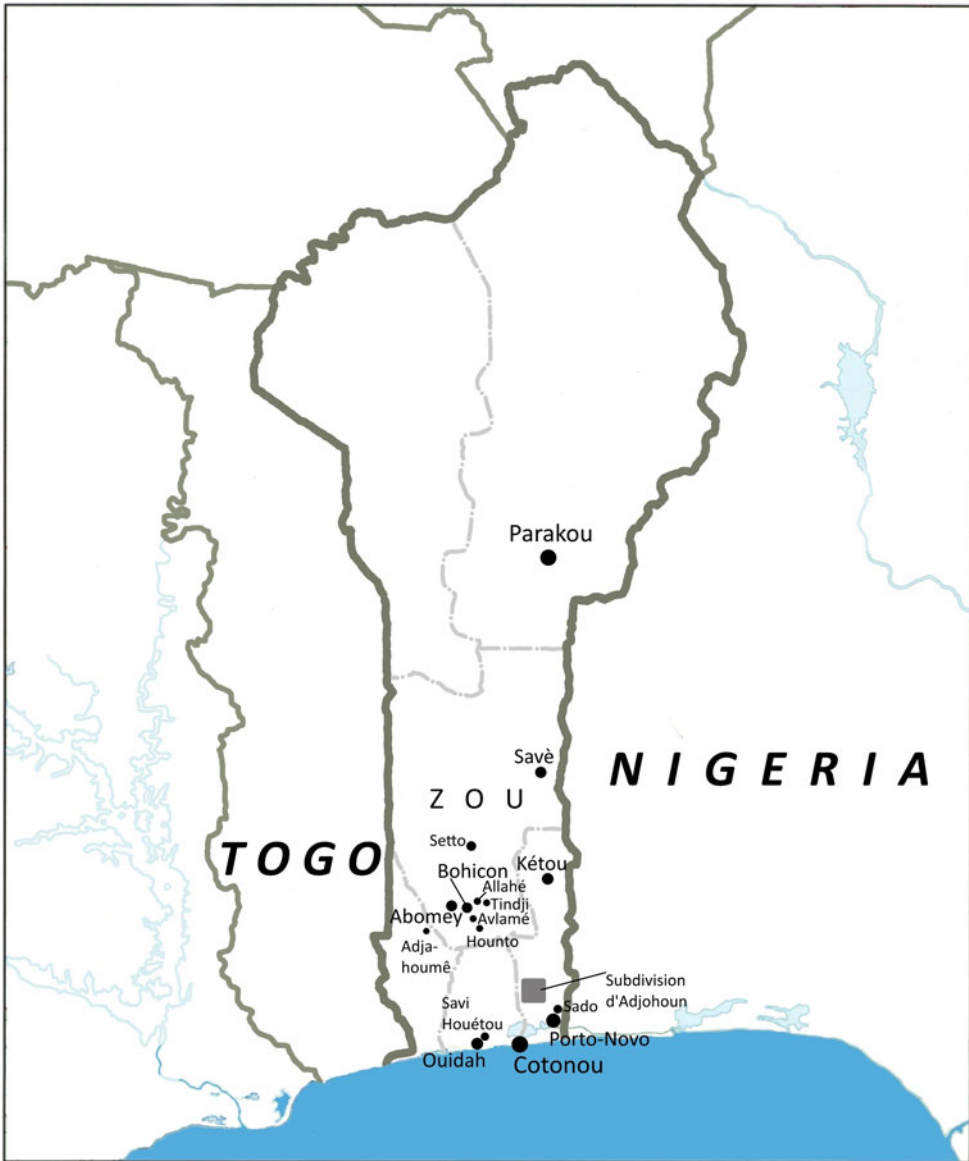 Parakou
Savè
NIGERIA
ZOU
Setto
TOGO
Bohicon
Kétou
Allahé
Tindji
Abomey
Avlamé
Adja-
houmê
Hounto
Subdivision
d'Adjohoun
Savi
Houétou
Sado
Porto-Novo
Ouidah
Cotonou